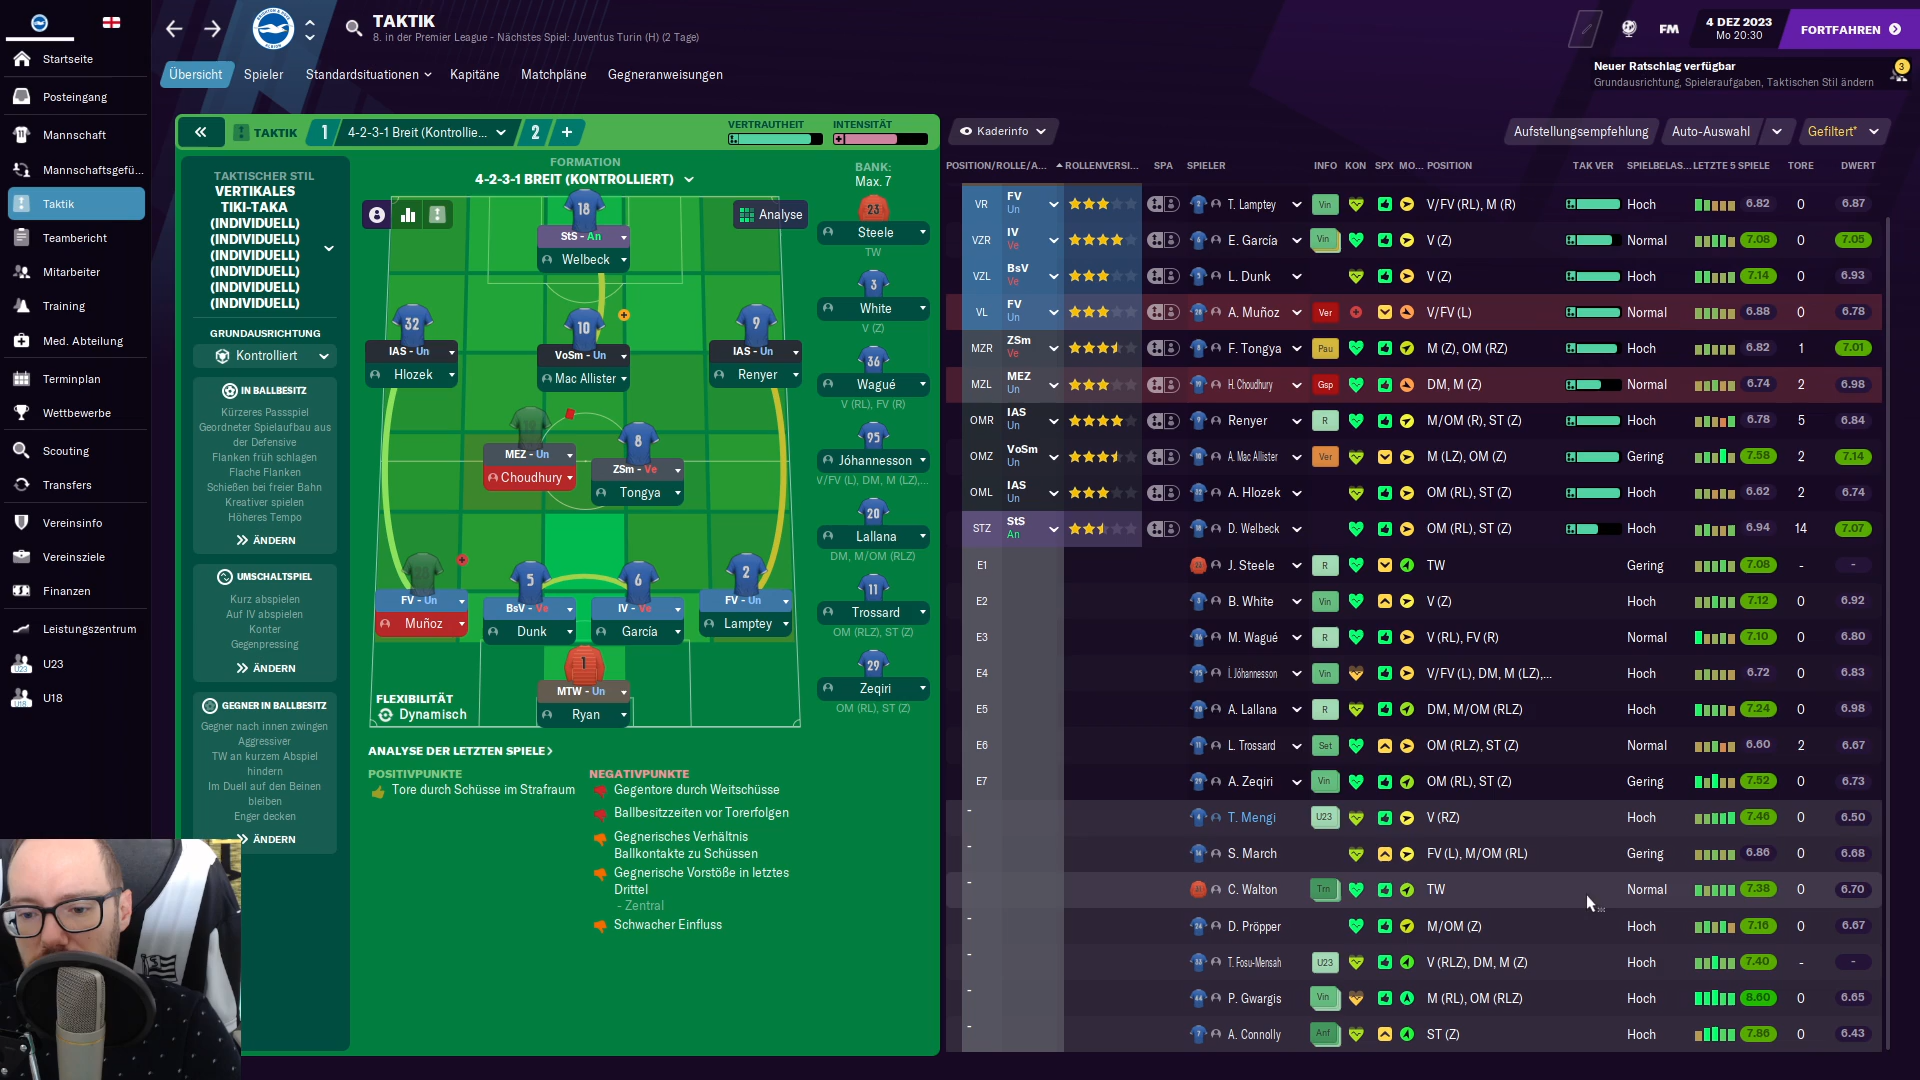 TAKTIK
8. in der Premier League - Nächstes Spiel: Juventus Turin (H) (2 Tage)
FM
4 DEZ 2023
Mo 20:30
FORTFAHREN
Startseite
Posteingang
Mannschaft
Mannschaftsgefü...
Taktik
Teambericht
Mitarbeiter
Training
Med. Abteilung
Terminplan
Wettbewerbe
Scouting
Transfers
Vereinsinfo
Vereinsziele
Finanzen
Leistungszentrum
U23
U18
Übersicht
Spieler
Standardsituationen
Kapitäne
Matchpläne
Gegneranweisungen
Neuer Ratschlag verfügbar
Grundausrichtung, Spieleraufgaben, Taktischen Stil ändern
3
TAKTIK
1
4-2-3-1 Breit (Kontrollie...
2
VERTRAUTHEIT
INTENSITÄT
TAKTISCHER STIL
VERTIKALES
TIKI-TAKA
(INDIVIDUELL)
(INDIVIDUELL)
(INDIVIDUELL)
(INDIVIDUELL)
(INDIVIDUELL)
(INDIVIDUELL)
GRUNDAUSRICHTUNG
Kontrolliert
IN BALLBESITZ
Kürzeres Passspiel
Geordneter Spielaufbau aus
der Defensive
Flanken früh schlagen
Flache Flanken
Schießen bei freier Bahn
Kreativer spielen
Höheres Tempo
ÄNDERN
UMSCHALTSPIEL
Kurz abspielen
Auf IV abspielen
Konter
Gegenpressing
ÄNDERN
GEGNER IN BALLBESITZ
Gegner nach innen zwingen
Aggressiver
TW an kurzem Abspiel
hindern
Im Duell auf den Beinen
bleiben
Enger decken
ÄNDERN
FORMATION
4-2-3-1 BREIT (KONTROLLIERT)
Analyse
18
StS - An
Welbeck
32
IAS - Un
Hlozek
10
VoSm - Un
Mac Allister
9
IAS - Un
Renyer
MEZ - Un
Choudhury
8
ZSm - Ve
Tongya
FV - Un
Muñoz
5
BsV - Ve
Dunk
6
IV - Ve
García
2
FV - Un
Lamptey
1
MTW - Un
Ryan
FLEXIBILITÄT
Dynamisch
BANK:
Max. 7
23
Steele
TW
3
White
V (Z)
36
Wagué
V (RL), FV (R)
95
Jóhannesson
V/FV (L), DM, M (LZ),...
20
Lallana
DM, M/OM (RLZ)
11
Trossard
OM (RLZ), ST (Z)
29
Zeqiri
OM (RL), ST (Z)
ANALYSE DER LETZTEN SPIELE
POSITIVPUNKTE
Tore durch Schüsse im Strafraum
NEGATIVPUNKTE
Gegentore durch Weitschüsse
Ballbesitzzeiten vor Torerfolgen
Gegnerisches Verhältnis
Ballkontakte zu Schüssen
Gegnerische Vorstöße in letztes
Drittel
- Zentral
Schwacher Einfluss
Kaderinfo
Aufstellungsempfehlung
Auto-Auswahl
Gefiltert*
POSITION/ROLLE/A... ROLLENVERSI... SPA SPIELER INFO KON SPX MO... POSITION TAK VER SPIELBELAS... LETZTE 5 SPIELE TORE DWERT
VR FV Un T. Lamptey Vin V/FV (RL), M (R) Hoch 6.82 0 6.87
VZR IV Ve E. García Vin V (Z) Normal 7.08 0 7.05
VZL BsV Ve L. Dunk V (Z) Hoch 7.14 0 6.93
VL FV Un A. Muñoz Ver V/FV (L) Normal 6.88 0 6.78
MZR ZSm Ve F. Tongya Pau M (Z), OM (RZ) Hoch 6.82 1 7.01
MZL MEZ Un H. Choudhury Gsp DM, M (Z) Normal 6.74 2 6.98
OMR IAS Un Renyer R M/OM (R), ST (Z) Hoch 6.78 5 6.84
OMZ VoSm Un A. Mac Allister Ver M (LZ), OM (Z) Gering 7.58 2 7.14
OML IAS Un A. Hlozek OM (RL), ST (Z) Hoch 6.62 2 6.74
STZ StS An D. Welbeck OM (RL), ST (Z) Hoch 6.94 14 7.07
E1 J. Steele R TW Gering 7.08 - -
E2 B. White Vin V (Z) Hoch 7.12 0 6.92
E3 M. Wagué R V (RL), FV (R) Normal 7.10 0 6.80
E4 Í. Jóhannesson Vin V/FV (L), DM, M (LZ),... Hoch 6.72 0 6.83
E5 A. Lallana R DM, M/OM (RLZ) Hoch 7.24 0 6.98
E6 L. Trossard Set OM (RLZ), ST (Z) Normal 6.60 2 6.67
E7 A. Zeqiri Vin OM (RL), ST (Z) Gering 7.52 0 6.73
- T. Mengi U23 V (RZ) Hoch 7.46 0 6.50
- S. March FV (L), M/OM (RL) Gering 6.86 0 6.68
- C. Walton Trn TW Normal 7.38 0 6.70
- D. Pröpper M/OM (Z) Hoch 7.16 0 6.67
- T. Fosu-Mensah U23 V (RLZ), DM, M (Z) Hoch 7.40 - -
- P. Gwargis Vin M (RL), OM (RLZ) Hoch 8.60 0 6.65
- A. Connolly Anf ST (Z) Hoch 7.86 0 6.43